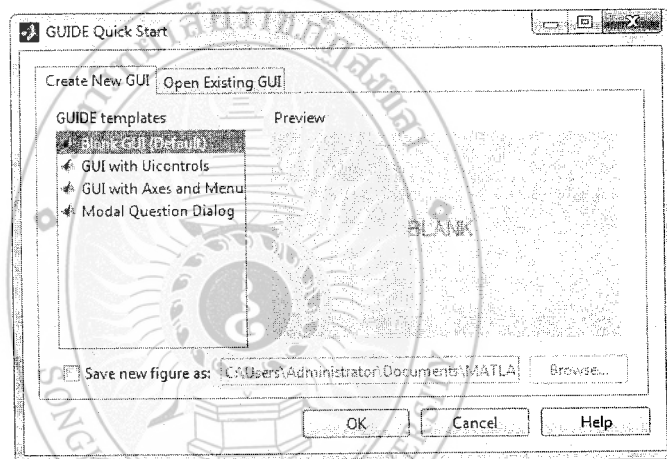 GUIDE Quick Start
Create New GUI
Open Existing GUI
GUIDE templates
Preview
Blank GUI (Default)
GUI with Uicontrols
GUI with Axes and Menu
Modal Question Dialog
BLANK
Save new figure as:
C:\Users\Administrator\Documents\MATLA
Browse...
OK
Cancel
Help